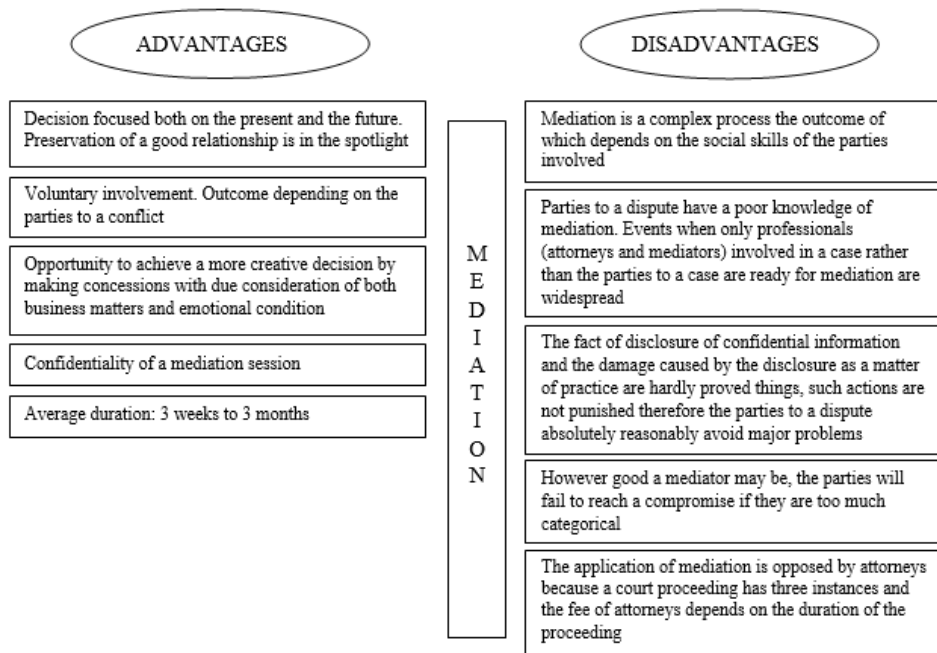 ADVANTAGES
Decision focused both on the present and the future.
Preservation of a good relationship is in the spotlight
Voluntary involvement. Outcome depending on the
parties to a conflict
Opportunity to achieve a more creative decision by
making concessions with due consideration of both
business matters and emotional condition
Confidentiality of a mediation session
Average duration: 3 weeks to 3 months
M
E
D
I
A
T
I
O
N
DISADVANTAGES
Mediation is a complex process the outcome of
which depends on the social skills of the parties
involved
Parties to a dispute have a poor knowledge of
mediation. Events when only professionals
(attorneys and mediators) involved in a case rather
than the parties to a case are ready for mediation are
widespread
The fact of disclosure of confidential information
and the damage caused by the disclosure as a matter
of practice are hardly proved things, such actions are
not punished therefore the parties to a dispute
absolutely reasonably avoid major problems
However good a mediator may be, the parties will
fail to reach a compromise if they are too much
categorical
The application of mediation is opposed by attorneys
because a court proceeding has three instances and
the fee of attorneys depends on the duration of the
proceeding